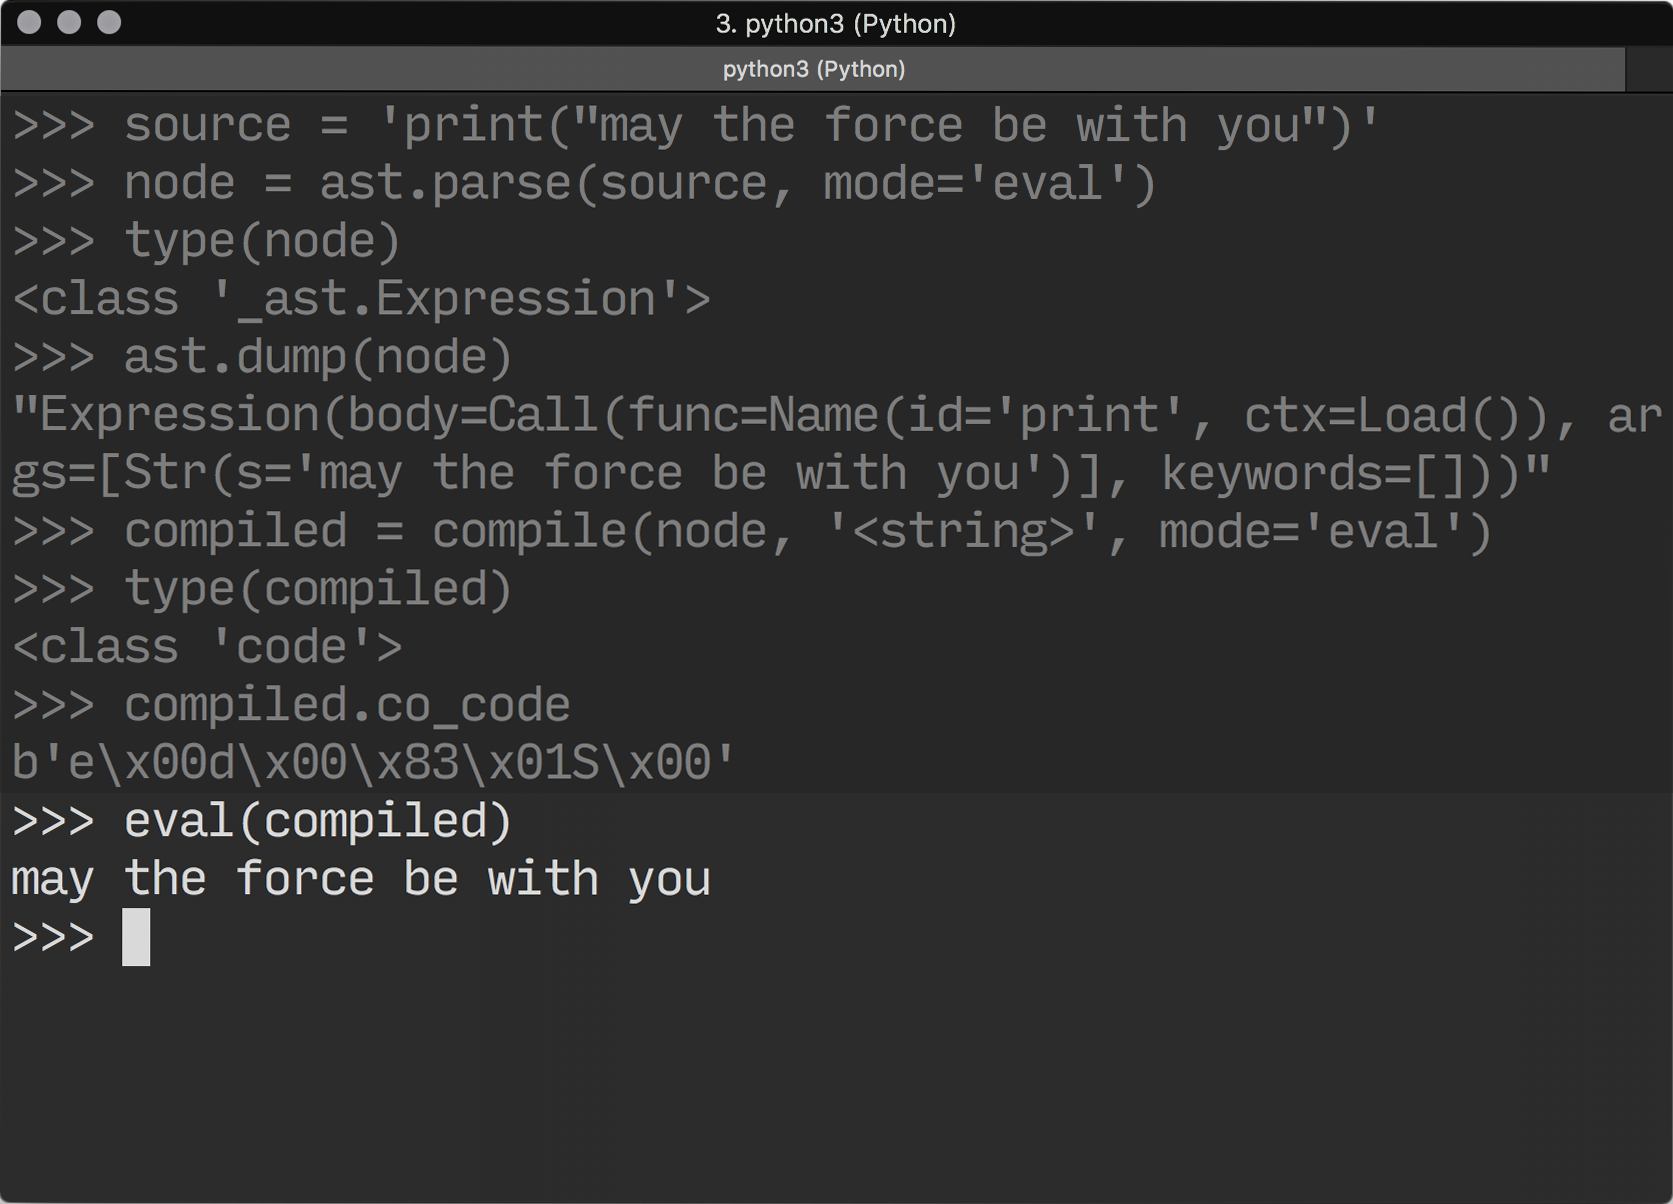 3. python3 (Python)
python3 (Python)
>>> source = 'print("may the force be with you")'
>>> node = ast.parse(source, mode='eval')
>>> type(node)
<class '_ast.Expression'>
>>> ast.dump(node)
"Expression(body=Call(func=Name(id='print', ctx=Load()), ar
gs=[Str(s='may the force be with you')], keywords=[]))"
>>> compiled = compile(node, '<string>', mode='eval')
>>> type(compiled)
<class 'code'>
>>> compiled.co_code
b'e\x00d\x00\x83\x01S\x00'
>>> eval(compiled)
may the force be with you
>>>